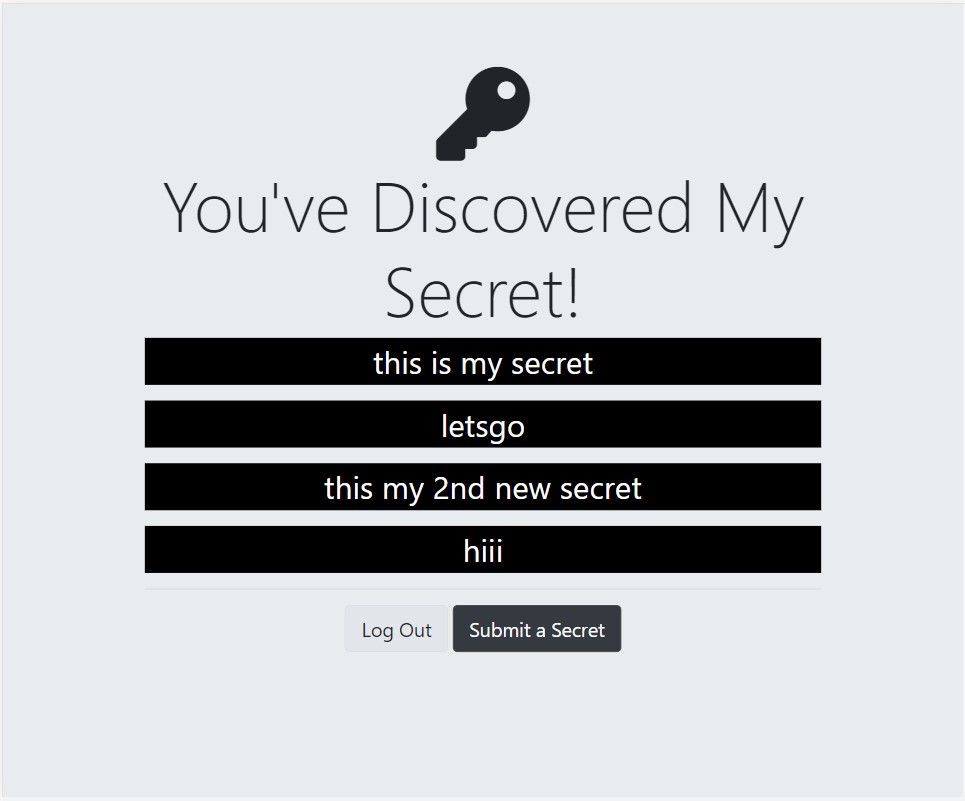 You've Discovered My
Secret!
this is my secret
letsgo
this my 2nd new secret
hiii
Log Out
Submit a Secret